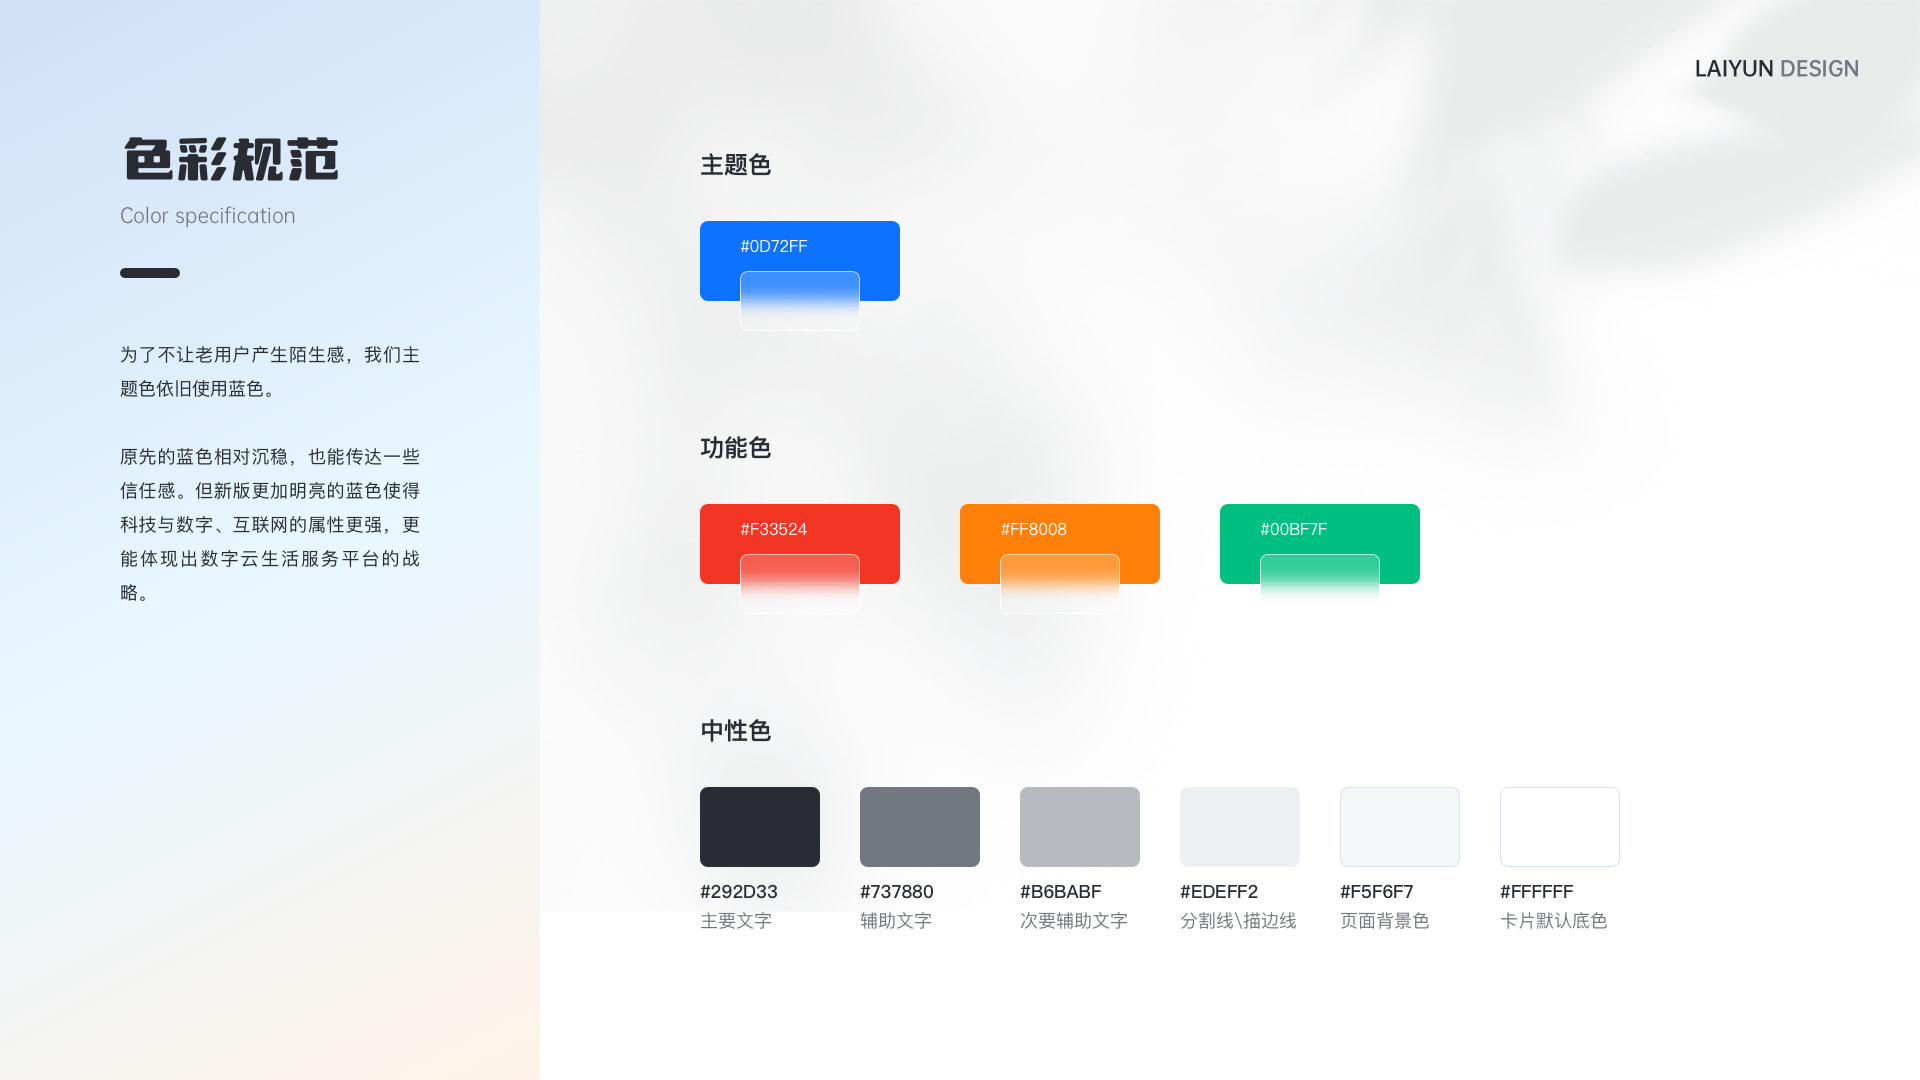 LAIYUN DESIGN
色彩规范
Color specification
为了不让老用户产生陌生感，我们主
题色依旧使用蓝色。
原先的蓝色相对沉稳，也能传达一些
信任感。但新版更加明亮的蓝色使得
科技与数字、互联网的属性更强，更
能体现出数字云生活服务平台的战
略。
主题色
#0D72FF
功能色
#F33524
#FF8008
#00BF7F
中性色
#292D33
主要文字
#737880
辅助文字
#B6BABF
次要辅助文字
#EDEFF2
分割线\描边线
#F5F6F7
页面背景色
#FFFFFF
卡片默认底色